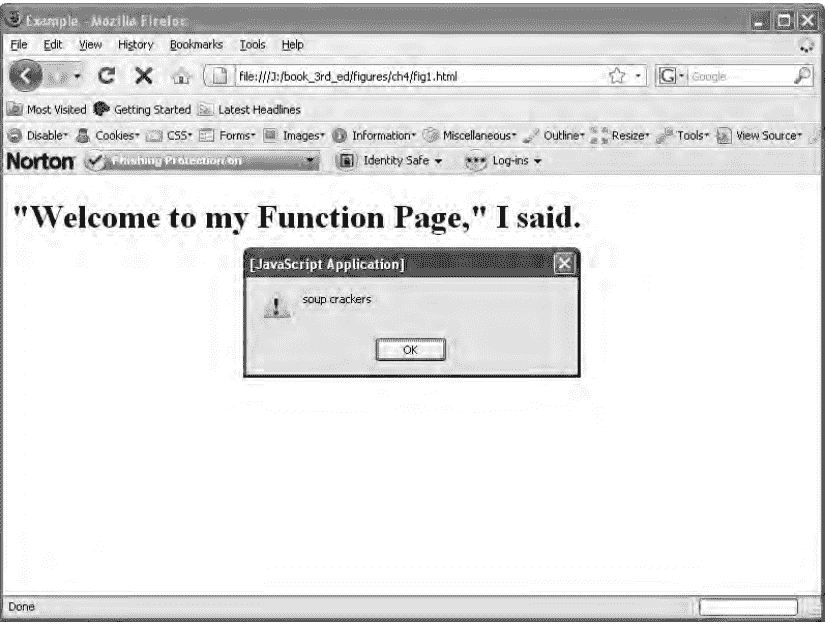 Example - Mozilla Firefox
File Edit View History Bookmarks Tools Help
file:///J:/book_3rd_ed/figures/ch4/fig1.html G Google
Most Visited Getting Started Latest Headlines
Disable Cookies CSS Forms Images Information Miscellaneous Outline Resize Tools View Source
Norton Phishing Protection on Identity Safe Log-ins
"Welcome to my Function Page," I said.
[JavaScript Application]
soup crackers
OK
Done